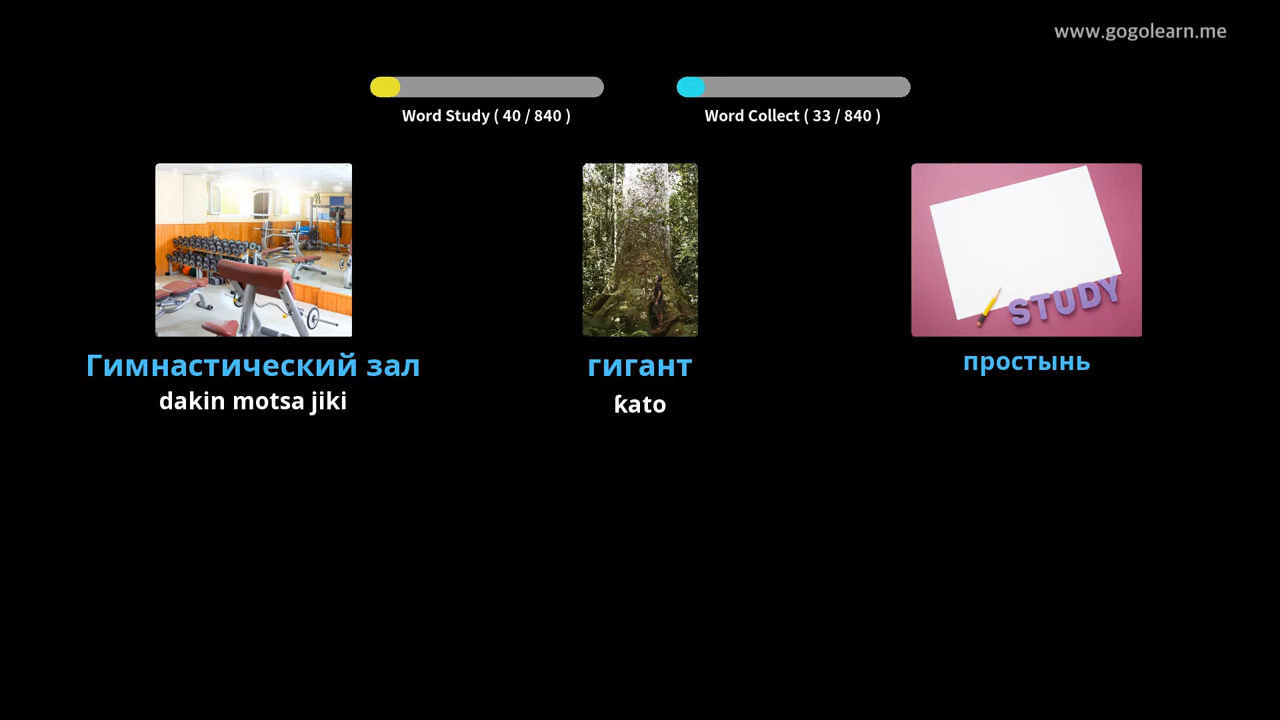 www.gogolearn.me
Word Study ( 40 / 840 )
Word Collect ( 33 / 840 )
STUDY
Гимнастический зал
dakin motsa jiki
гигант
ƙato
простынь